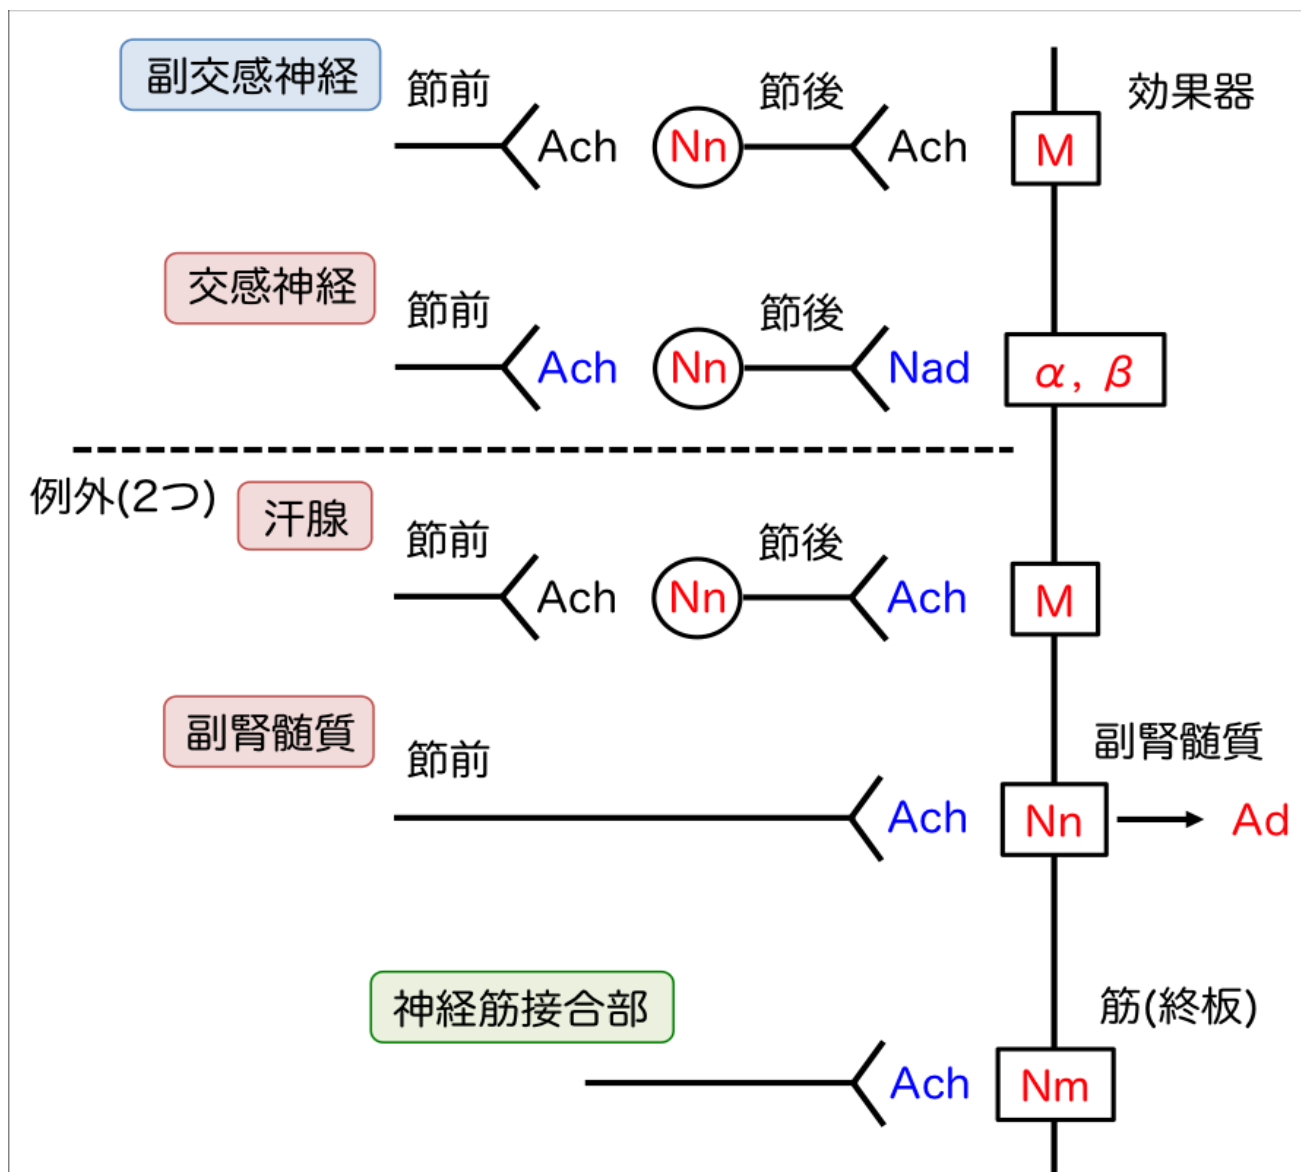 副交感神経 節前 節後 効果器
Ach Nn Ach M
交感神経 節前 節後
Ach Nn Nad α, β
例外(2つ) 汗腺 節前 節後
Ach Nn Ach M
副腎髄質 節前 副腎髄質
Ach Nn Ad
神経筋接合部 筋(終板)
Ach Nm